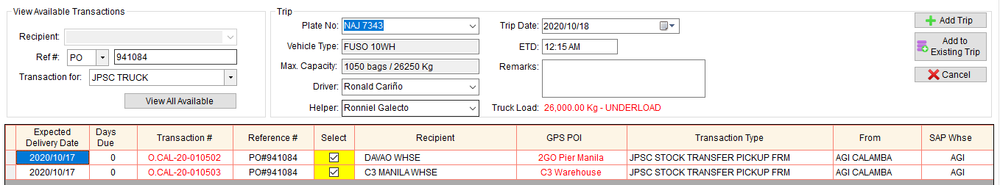 View Available Transactions
Recipient:
Ref #: PO 941084
Transaction for: JPSC TRUCK
View All Available
Trip
Plate No: NAJ 7343
Vehicle Type: FUSO 10WH
Max. Capacity: 1050 bags / 26250 Kg
Driver: Ronald Cariño
Helper: Ronniel Galecto
Trip Date: 2020/10/18
ETD: 12:15 AM
Remarks:
Truck Load: 26,000.00 Kg - UNDERLOAD
Add Trip
Add to
Existing Trip
Cancel
Expected Delivery Date Days Due Transaction # Reference # Select Recipient GPS POI Transaction Type From SAP Whse
2020/10/17 0 O.CAL-20-010502 PO#941084 DAVAO WHSE 2GO Pier Manila JPSC STOCK TRANSFER PICKUP FRM AGI CALAMBA AGI
2020/10/17 0 O.CAL-20-010503 PO#941084 C3 MANILA WHSE C3 Warehouse JPSC STOCK TRANSFER PICKUP FRM AGI CALAMBA AGI